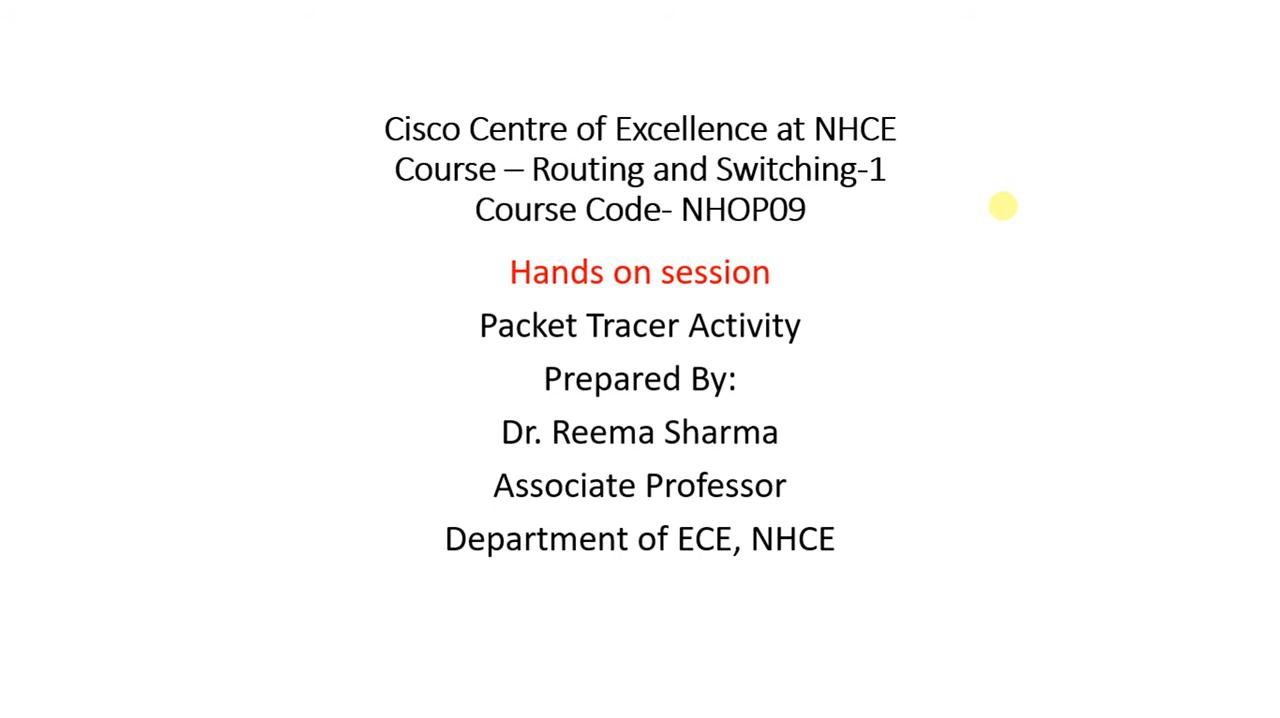 Cisco Centre of Excellence at NHCE
Course – Routing and Switching-1
Course Code- NHOP09
Hands on session
Packet Tracer Activity
Prepared By:
Dr. Reema Sharma
Associate Professor
Department of ECE, NHCE